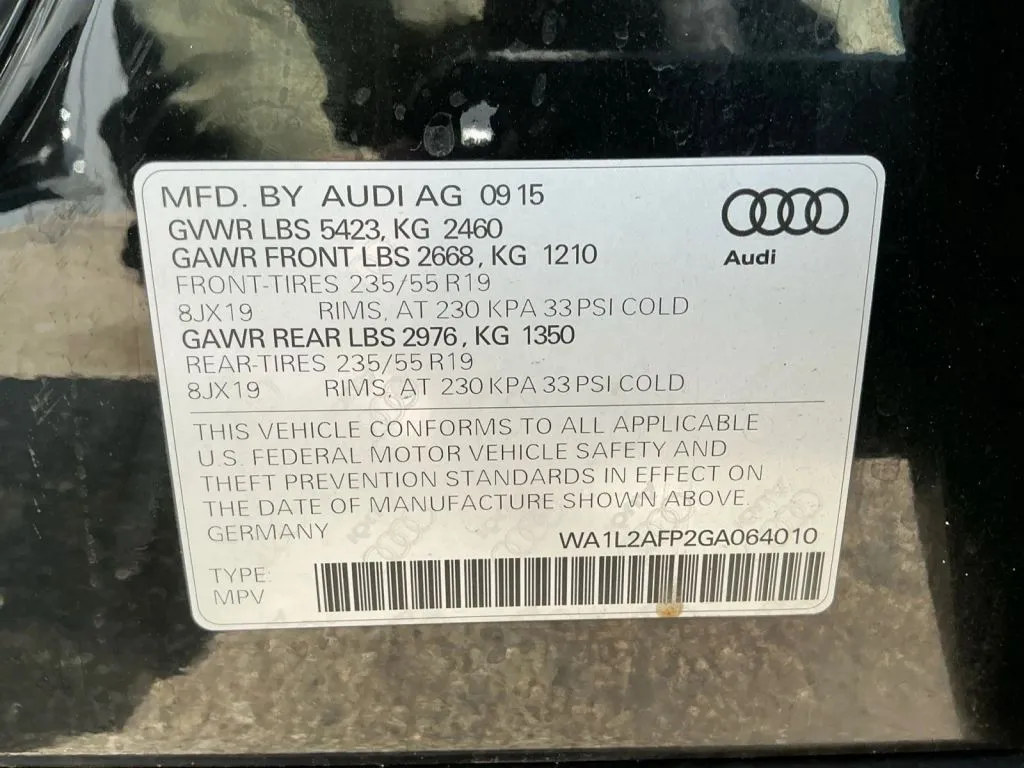 MFD. BY AUDI AG 09 15
GVWR LBS 5423, KG 2460
GAWR FRONT LBS 2668, KG 1210
FRONT-TIRES 235/55 R19
8JX19 RIMS, AT 230 KPA 33 PSI COLD
GAWR REAR LBS 2976, KG 1350
REAR-TIRES 235/55 R19
8JX19 RIMS, AT 230 KPA 33 PSI COLD
Audi
THIS VEHICLE CONFORMS TO ALL APPLICABLE
U.S. FEDERAL MOTOR VEHICLE SAFETY AND
THEFT PREVENTION STANDARDS IN EFFECT ON
THE DATE OF MANUFACTURE SHOWN ABOVE.
GERMANY
WA1L2AFP2GA064010
TYPE:
MPV